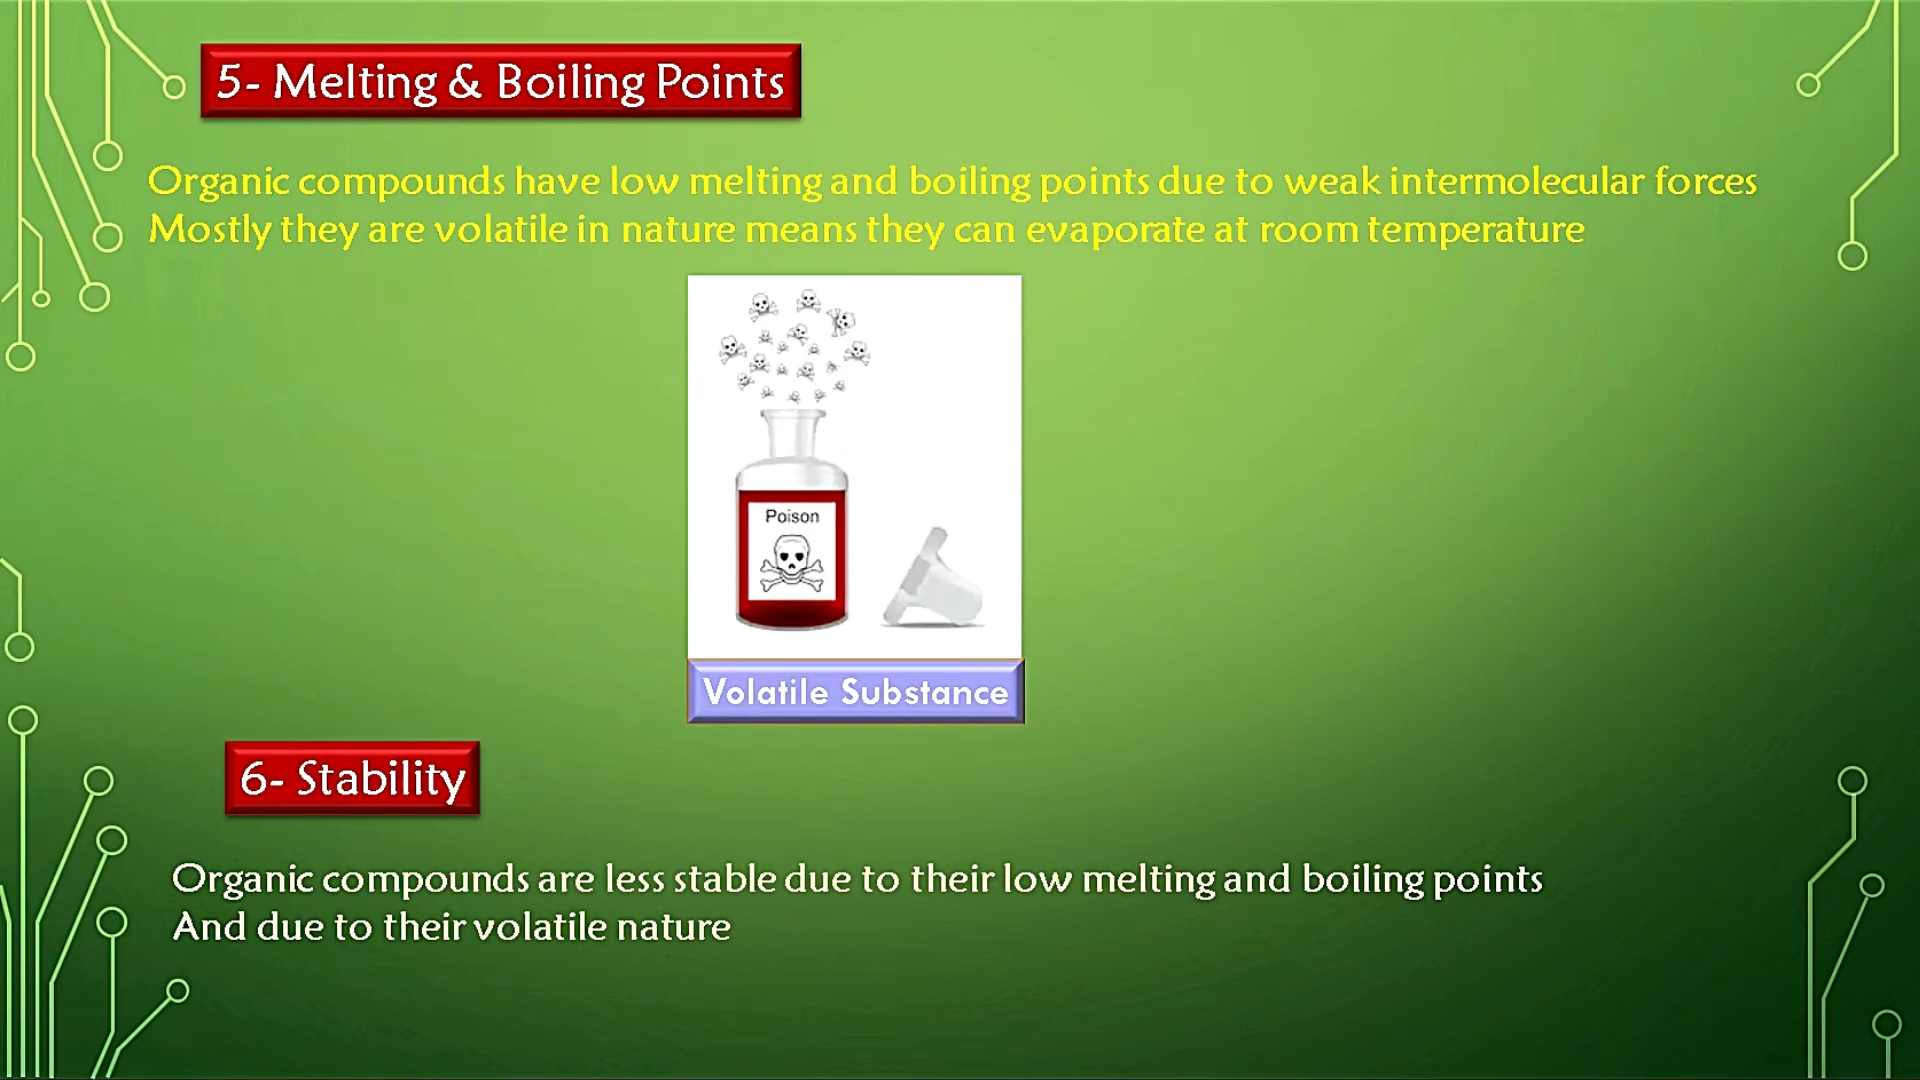 5- Melting & Boiling Points
Organic compounds have low melting and boiling points due to weak intermolecular forces
Mostly they are volatile in nature means they can evaporate at room temperature
Poison
Volatile Substance
6- Stability
Organic compounds are less stable due to their low melting and boiling points
And due to their volatile nature